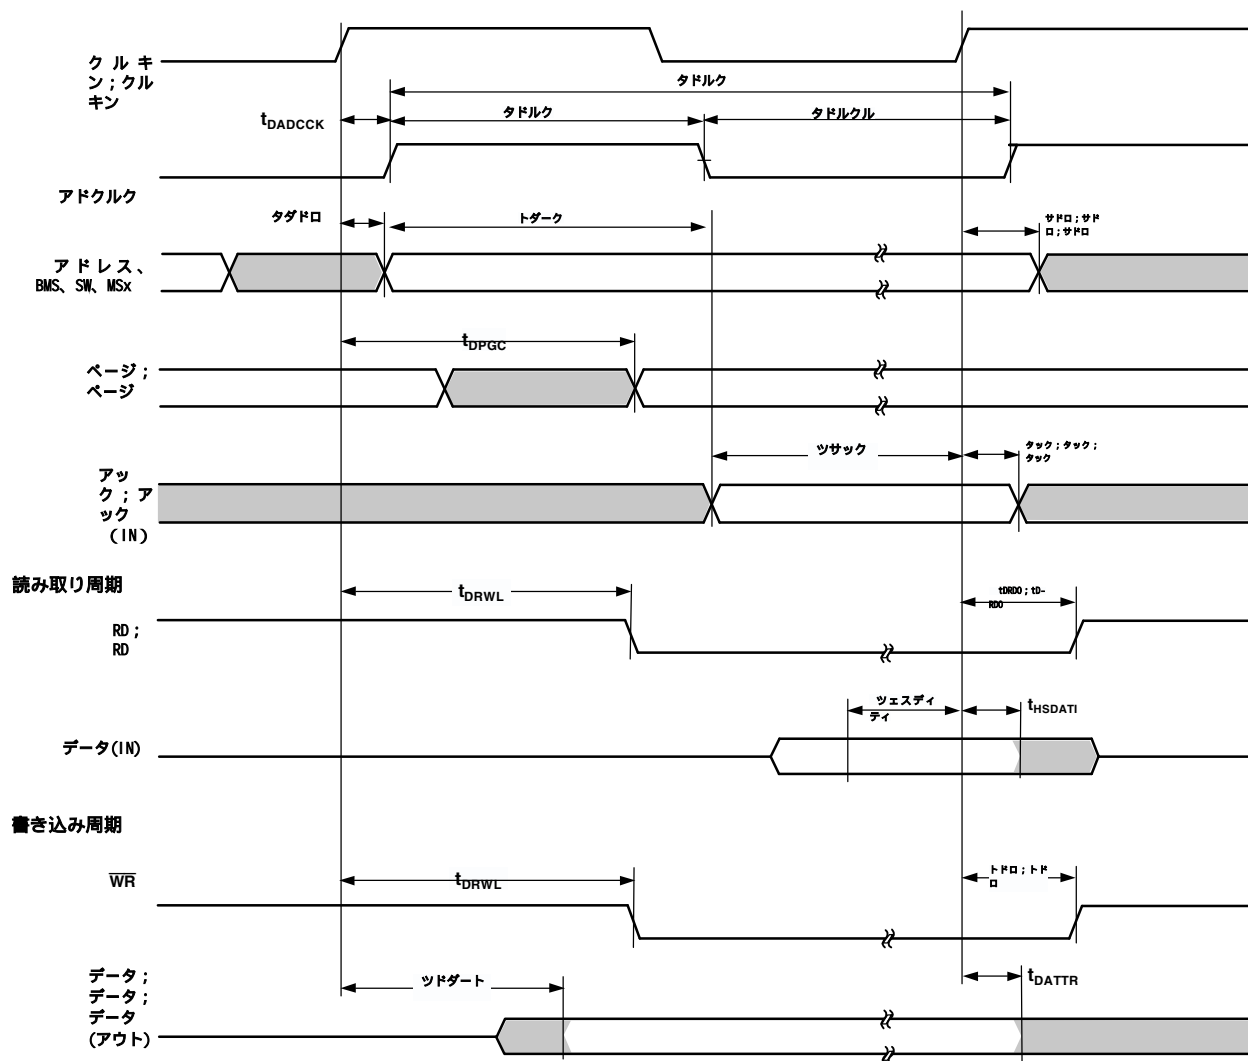 ク ル キ
ン；クル
キン
タドルク
tDADCCK
タドルク
タドルクル
アドクルク
タダドロ
トダーク
サドロ；サド
ロ；サドロ
ア ド レ ス 、
BMS、SW、MSx
tDPGC
ページ；
ページ
ツサック
タック；タック；
タック
アッ
ク；ア
ック
(IN)
読み取り周期
tDRWL
tDRDO；tD-
RDO
RD；
RD
ツェスディ
ティ
tHSDATI
データ(IN)
書き込み周期
WR
tDRWL
トドロ；トド
ロ
データ；
データ；
データ
(アウト)
ツドダート
tDATTR